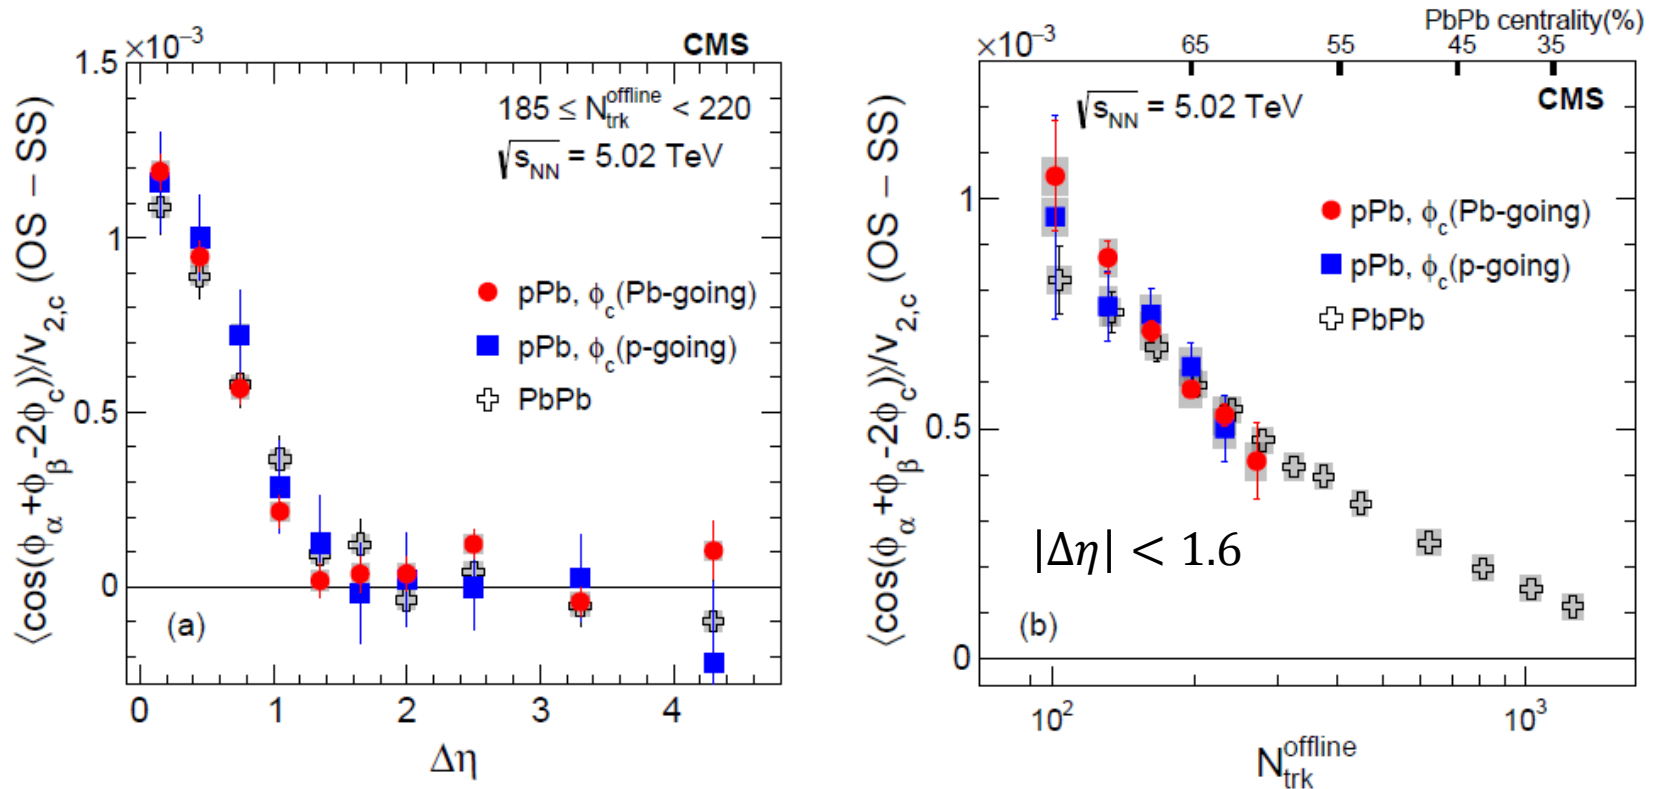 ×10⁻³ CMS
1.5
1
0.5
0
185 ≤ N_trk^offline < 220
√s_NN = 5.02 TeV
pPb, ϕ_c(Pb-going)
pPb, ϕ_c(p-going)
PbPb
(a)
0 1 2 3 4
Δη
⟨cos(ϕ_α+ϕ_β-2ϕ_c)⟩/v_2,c (OS − SS)
PbPb centrality(%)
×10⁻³ 65 55 45 35
√s_NN = 5.02 TeV CMS
1
0.5
0
pPb, ϕ_c(Pb-going)
pPb, ϕ_c(p-going)
PbPb
|Δη| < 1.6
(b)
10² 10³
N_trk^offline
⟨cos(ϕ_α+ϕ_β-2ϕ_c)⟩/v_2,c (OS − SS)